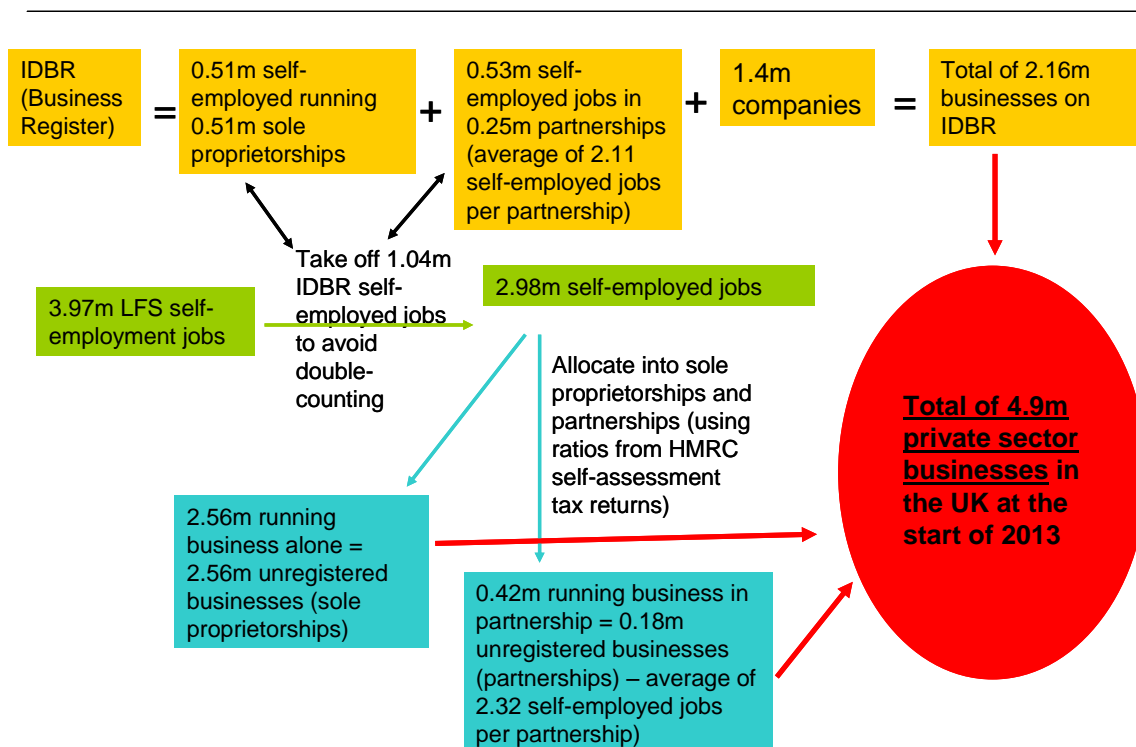 IDBR
(Business
Register)
=
0.51m self-
employed running
0.51m sole
proprietorships
+
0.53m self-
employed jobs in
0.25m partnerships
(average of 2.11
self-employed jobs
per partnership)
+
1.4m
companies
=
Total of 2.16m
businesses on
IDBR
Take off 1.04m
IDBR self-
employed jobs
to avoid
double-
counting
3.97m LFS self-
employment jobs
2.98m self-employed jobs
Allocate into sole
proprietorships and
partnerships (using
ratios from HMRC
self-assessment
tax returns)
2.56m running
business alone =
2.56m unregistered
businesses (sole
proprietorships)
0.42m running business in
partnership = 0.18m
unregistered businesses
(partnerships) – average of
2.32 self-employed jobs
per partnership)
Total of 4.9m
private sector
businesses in
the UK at the
start of 2013